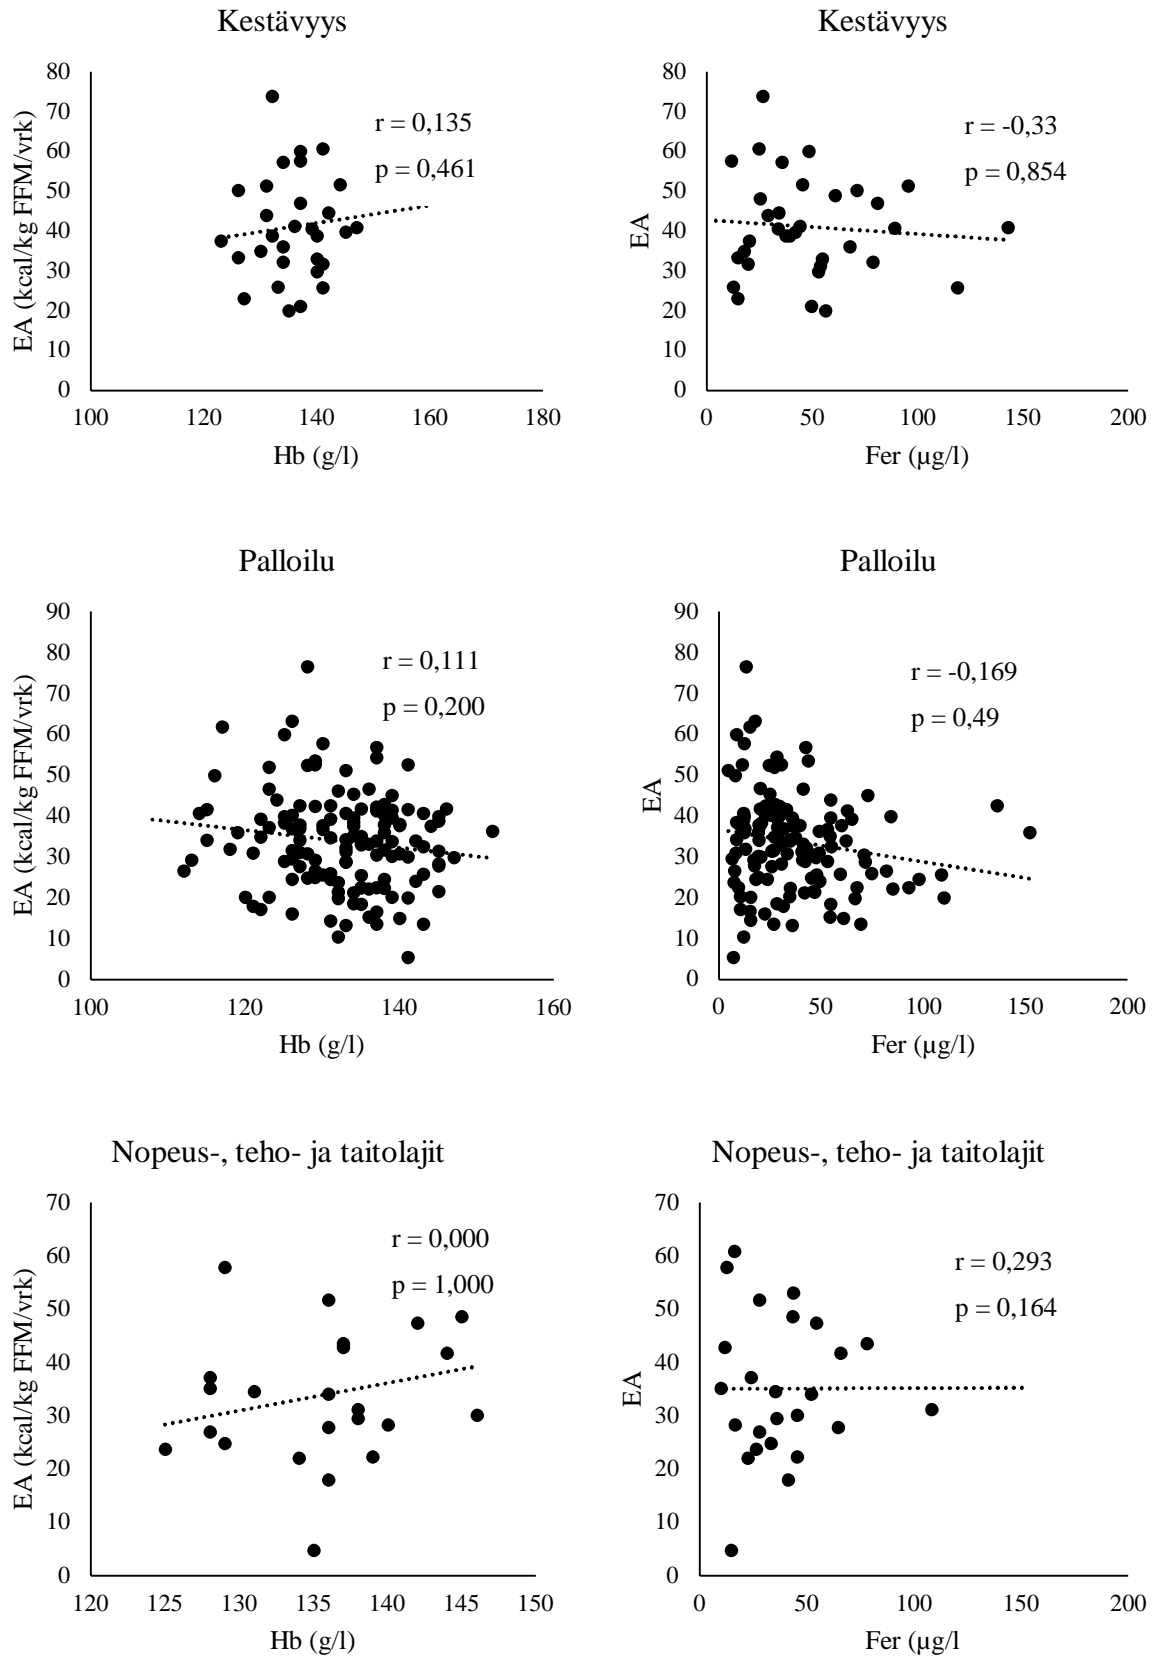 Kestävyys
EA (kcal/kg FFM/vrk)
80
70
60
50
40
30
20
10
0
r = 0,135
p = 0,461
100
120
140
160
180
Hb (g/l)
Kestävyys
EA
80
70
60
50
40
30
20
10
0
r = -0,33
p = 0,854
0
50
100
150
200
Fer (µg/l)
Palloilu
EA (kcal/kg FFM/vrk)
90
80
70
60
50
40
30
20
10
0
r = 0,111
p = 0,200
100
120
140
160
Hb (g/l)
Palloilu
EA
90
80
70
60
50
40
30
20
10
0
r = -0,169
p = 0,49
0
50
100
150
200
Fer (µg/l)
Nopeus-, teho- ja taitolajit
EA (kcal/kg FFM/vrk)
70
60
50
40
30
20
10
0
r = 0,000
p = 1,000
120
125
130
135
140
145
150
Hb (g/l)
Nopeus-, teho- ja taitolajit
EA
70
60
50
40
30
20
10
0
r = 0,293
p = 0,164
0
50
100
150
200
Fer (µg/l